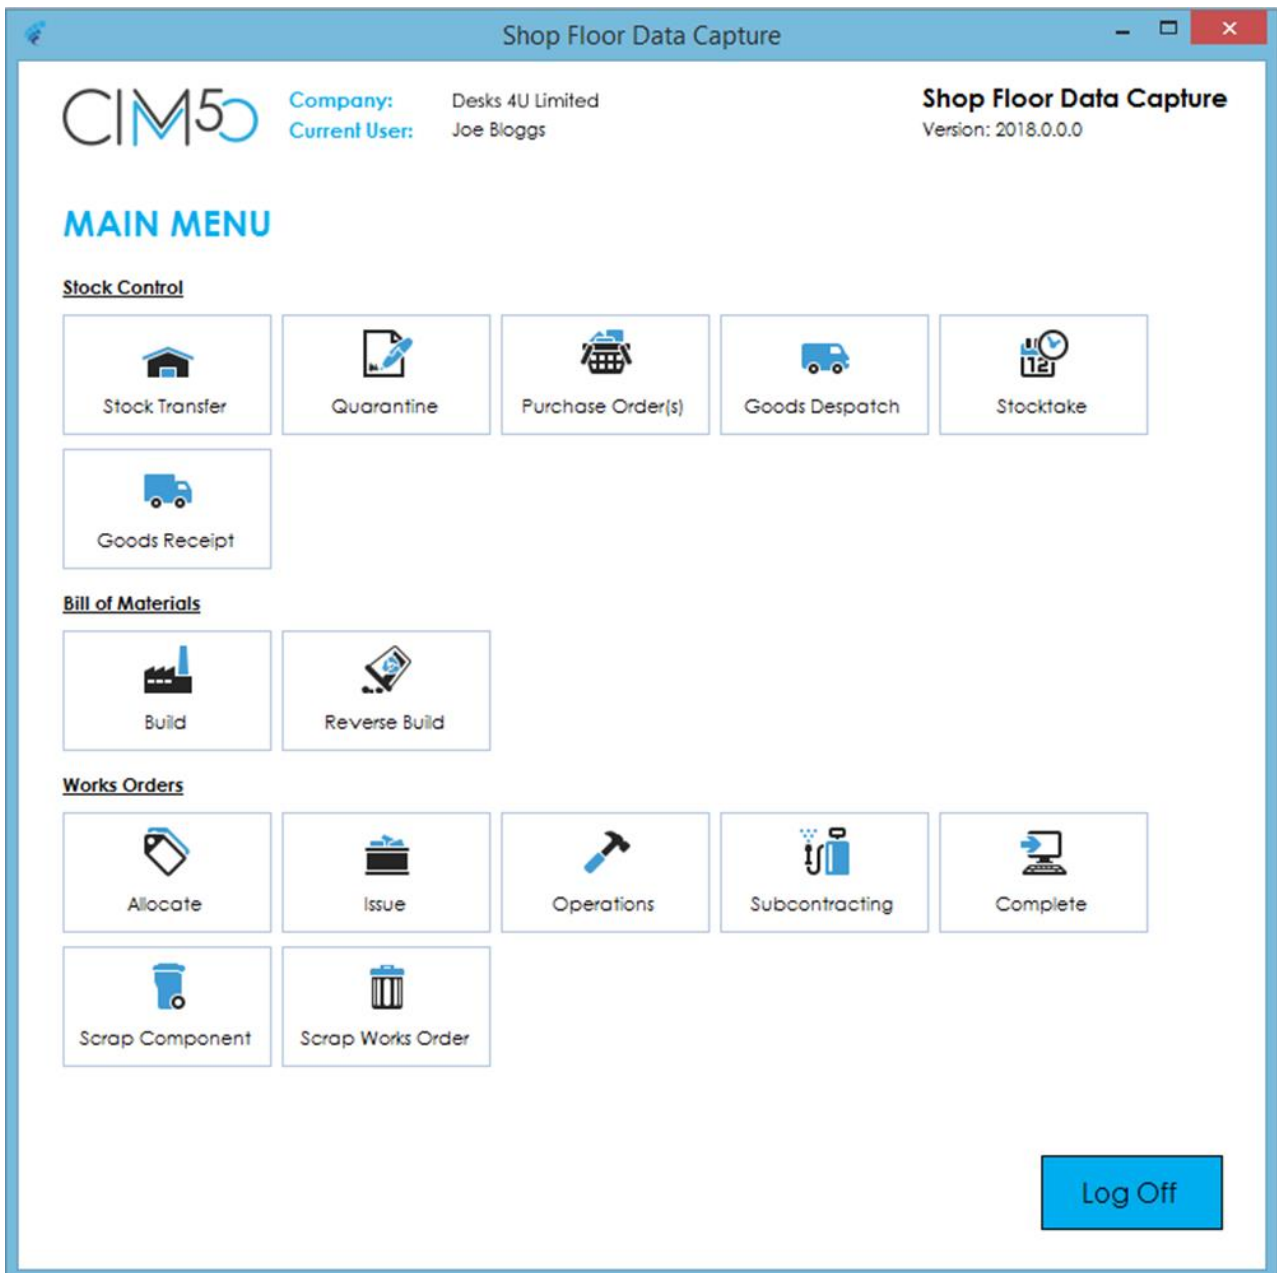 Shop Floor Data Capture
CIM50
Company: Desks 4U Limited
Current User: Joe Bloggs
Shop Floor Data Capture
Version: 2018.0.0.0
MAIN MENU
Stock Control
Stock Transfer
Quarantine
Purchase Order(s)
Goods Despatch
12
Stocktake
Goods Receipt
Bill of Materials
Build
Reverse Build
Works Orders
Allocate
Issue
Operations
Subcontracting
Complete
Scrap Component
Scrap Works Order
Log Off